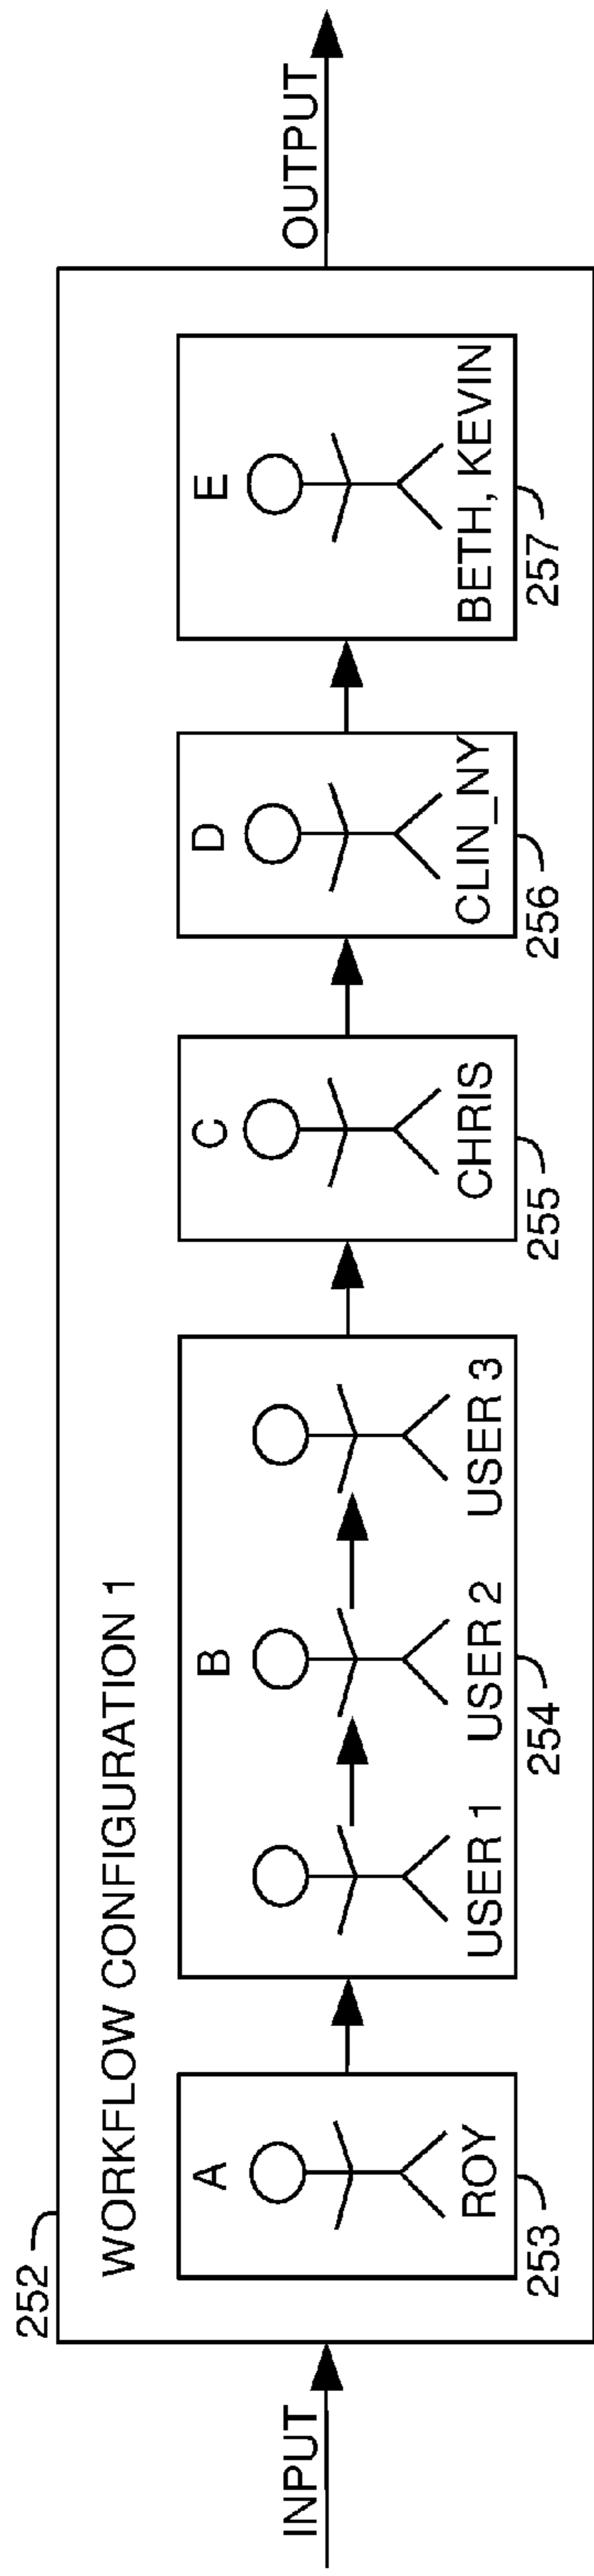 252
WORKFLOW CONFIGURATION 1
INPUT
A
ROY
253
B
USER 1
USER 2
USER 3
254
C
CHRIS
255
D
CLIN_NY
256
E
BETH, KEVIN
257
OUTPUT